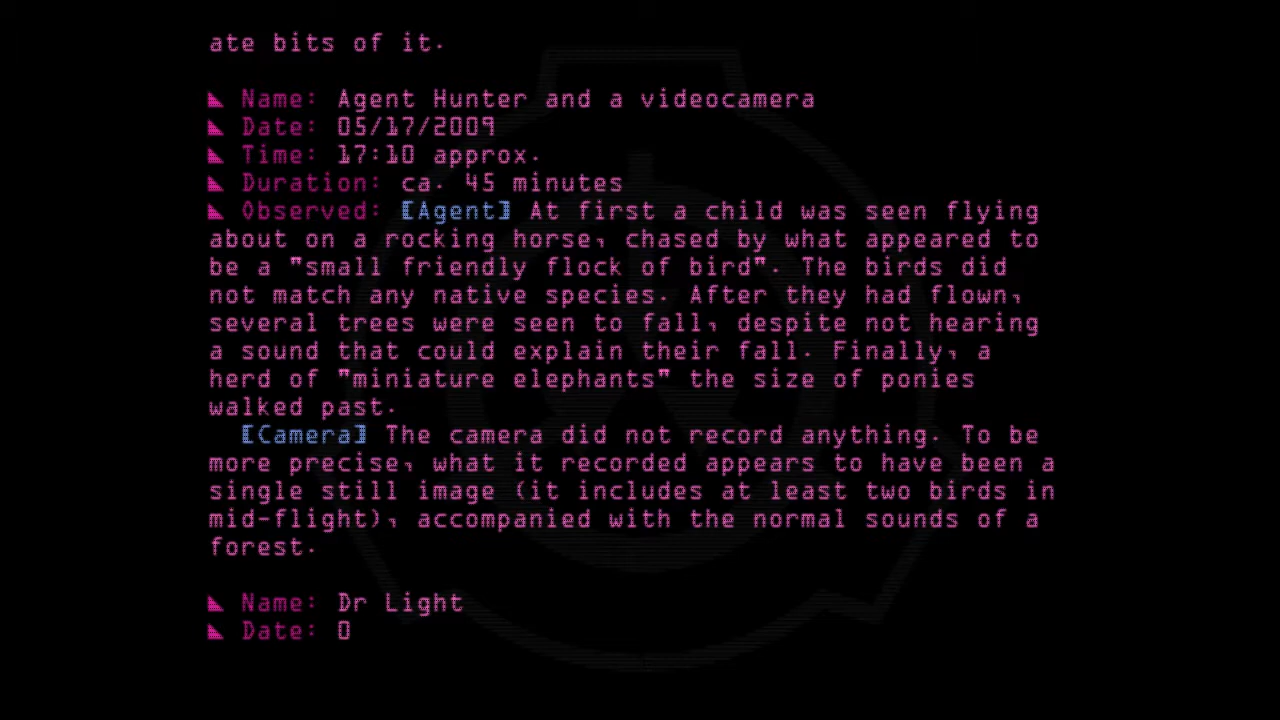 ate bits of it.
Name: Agent Hunter and a videocamera
Date: 05/17/2009
Time: 17:10 approx.
Duration: ca. 45 minutes
Observed: [Agent] At first a child was seen flying
about on a rocking horse, chased by what appeared to
be a "small friendly flock of bird". The birds did
not match any native species. After they had flown,
several trees were seen to fall, despite not hearing
a sound that could explain their fall. Finally, a
herd of "miniature elephants" the size of ponies
walked past.
[Camera] The camera did not record anything. To be
more precise, what it recorded appears to have been a
single still image (it includes at least two birds in
mid-flight), accompanied with the normal sounds of a
forest.
Name: Dr Light
Date: 0